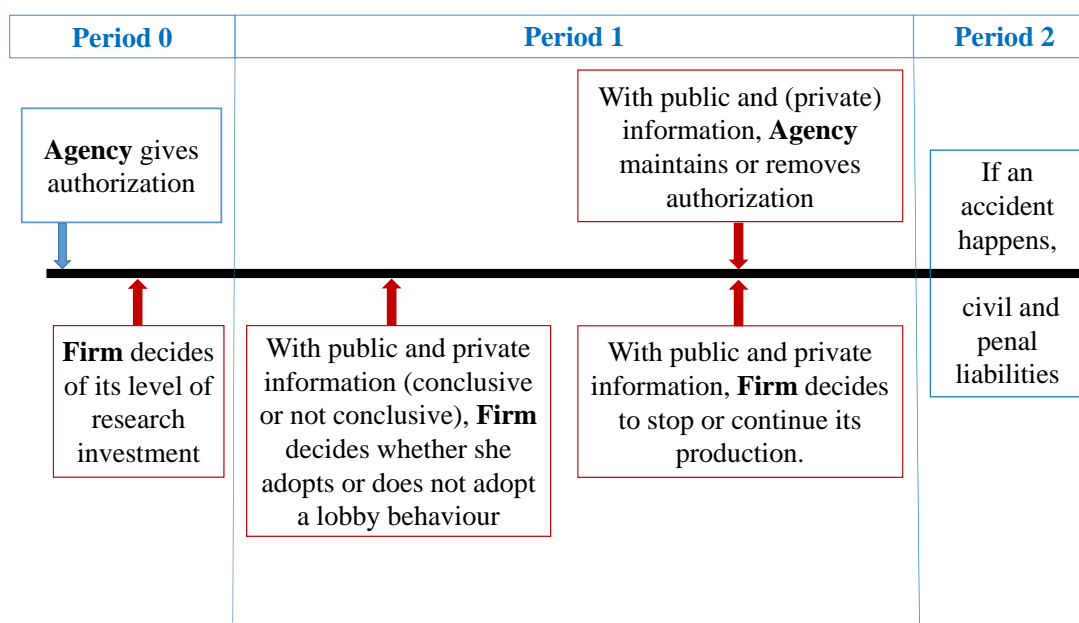 Period 0
Period 1
Period 2
Agency gives
authorization
With public and (private)
information, Agency
maintains or removes
authorization
If an
accident
happens,
Firm decides
of its level of
research
investment
With public and private
information (conclusive
or not conclusive), Firm
decides whether she
adopts or does not adopt
a lobby behaviour
With public and private
information, Firm decides
to stop or continue its
production.
civil and
penal
liabilities